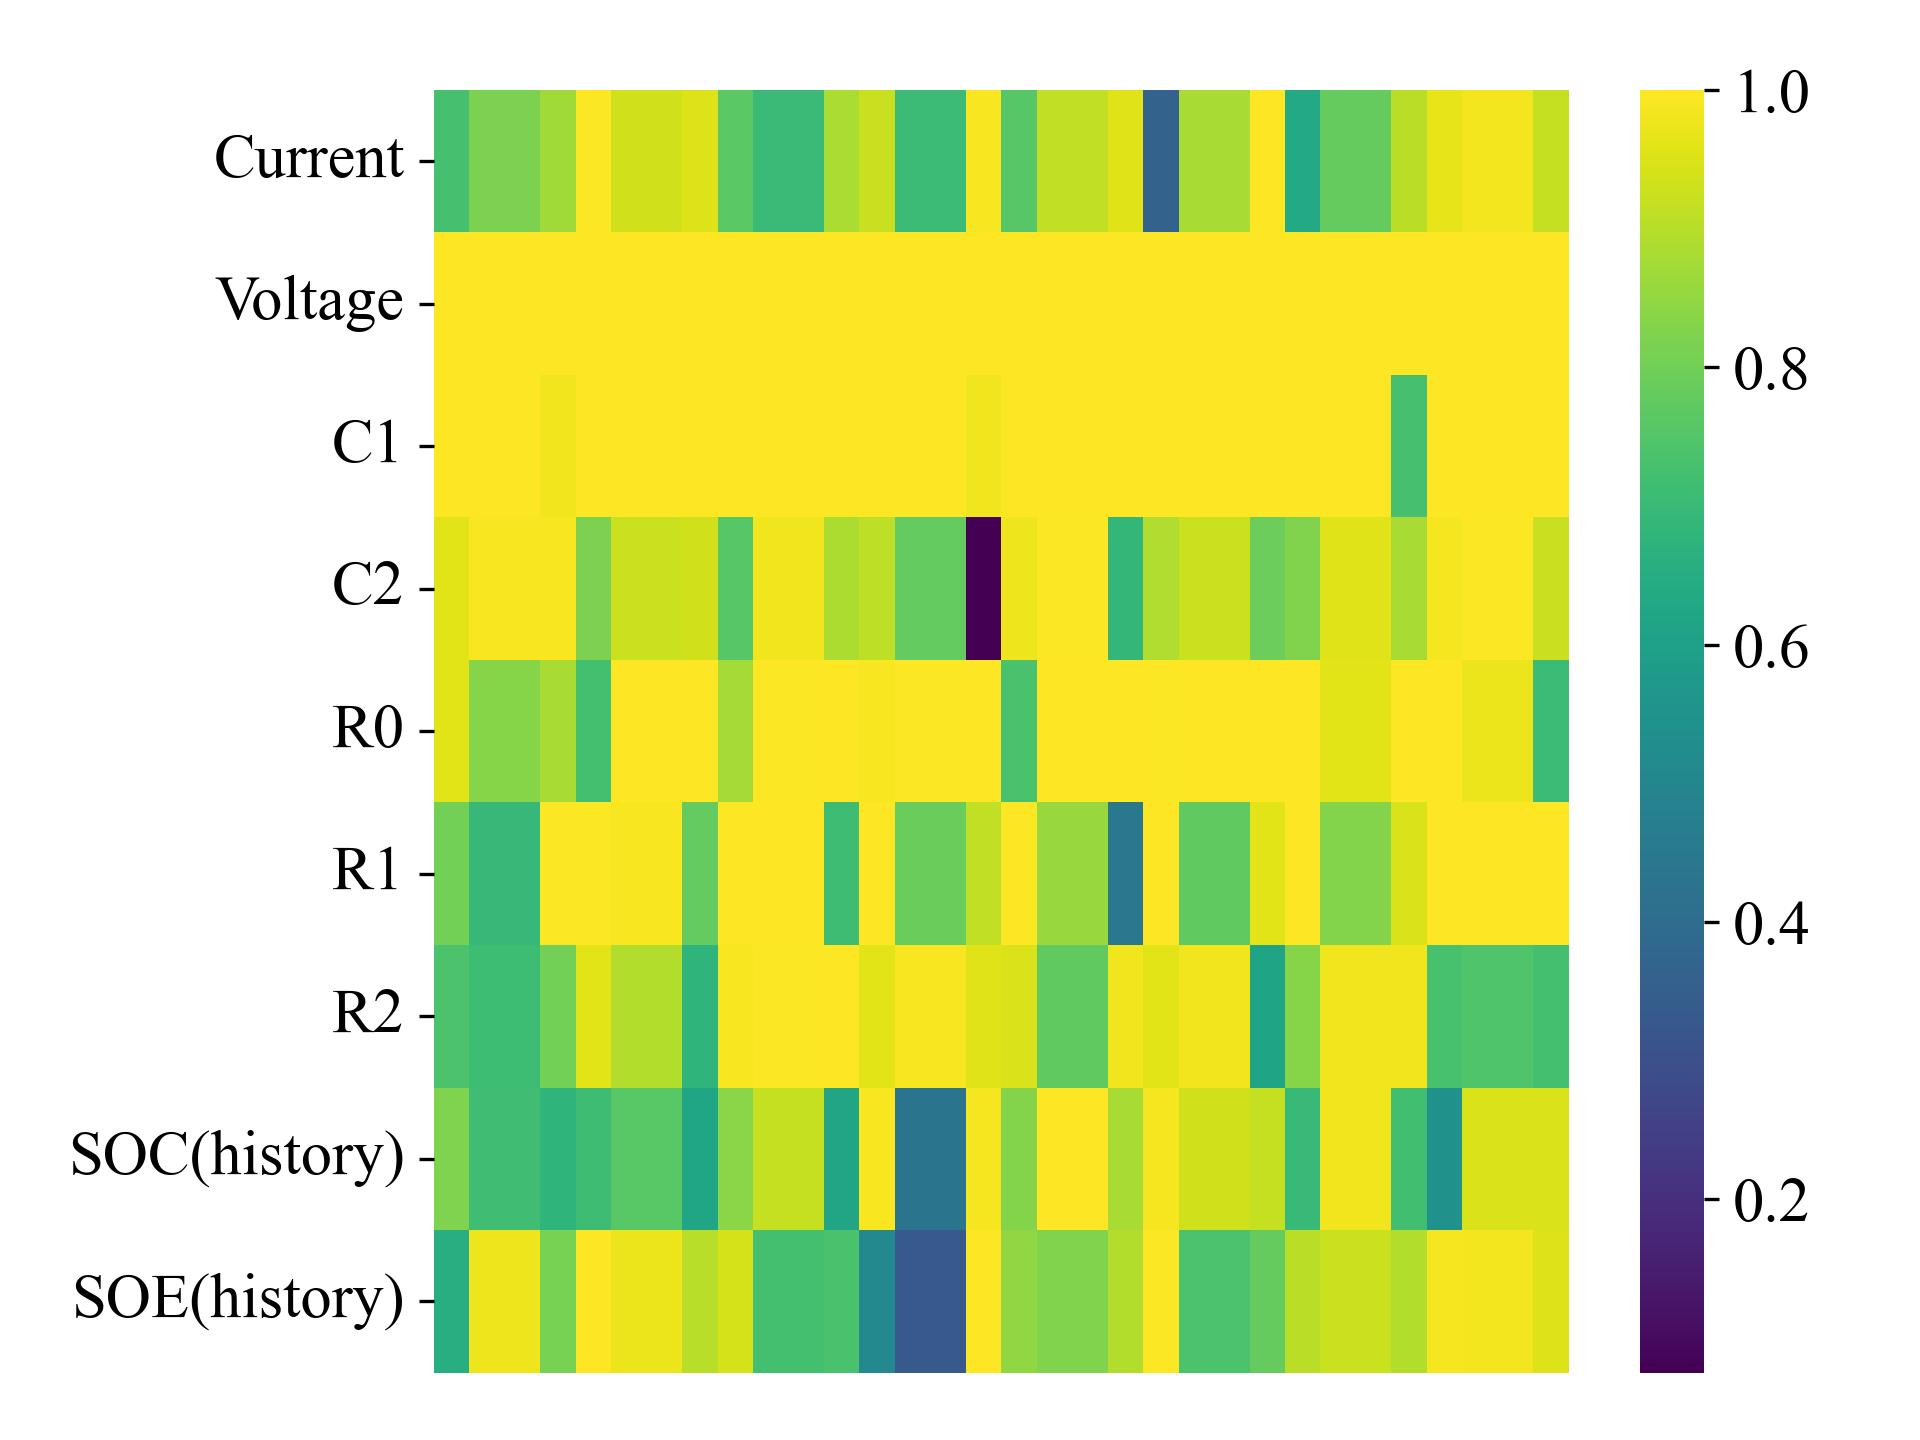 Current
Voltage
C1
C2
R0
R1
R2
SOC(history)
SOE(history)
1.0
0.8
0.6
0.4
0.2